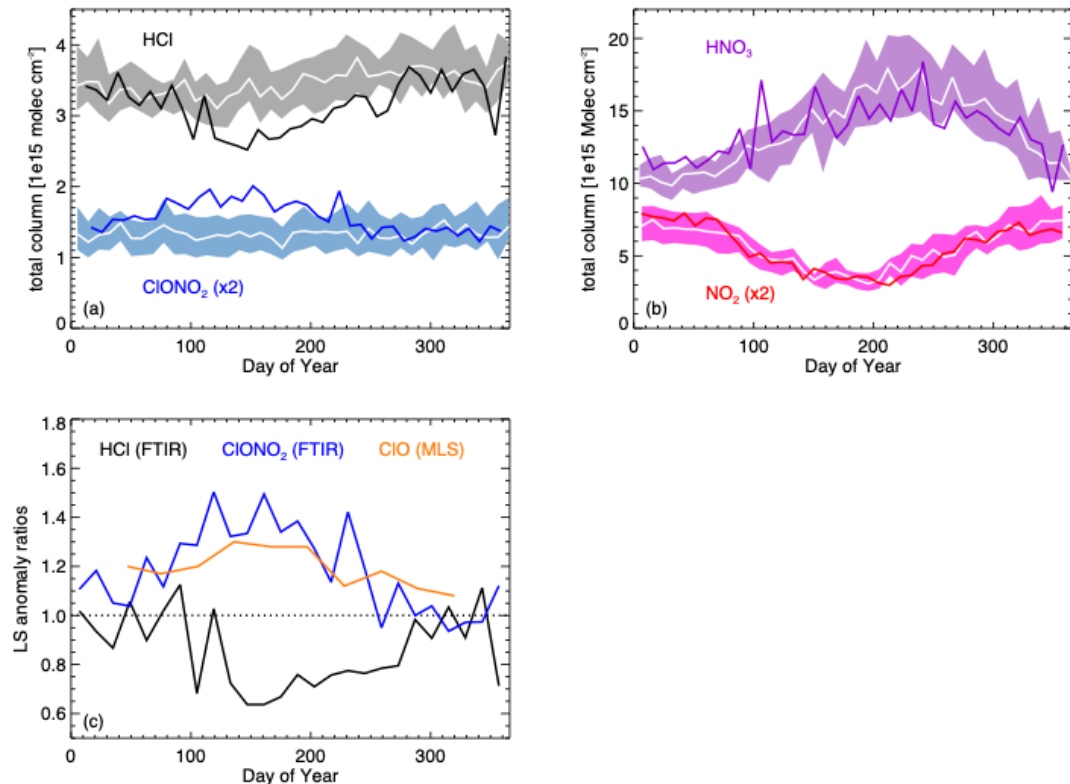 total column [1e15 molec cm⁻²]
4
3
2
1
0
HCl
ClONO₂ (x2)
(a)
0 100 200 300
Day of Year
total column [1e15 Molec cm⁻²]
20
15
10
5
0
HNO₃
NO₂ (x2)
(b)
0 100 200 300
Day of Year
LS anomaly ratios
1.8
1.6
1.4
1.2
1.0
0.8
0.6
HCl (FTIR) ClONO₂ (FTIR) ClO (MLS)
(c)
0 100 200 300
Day of Year